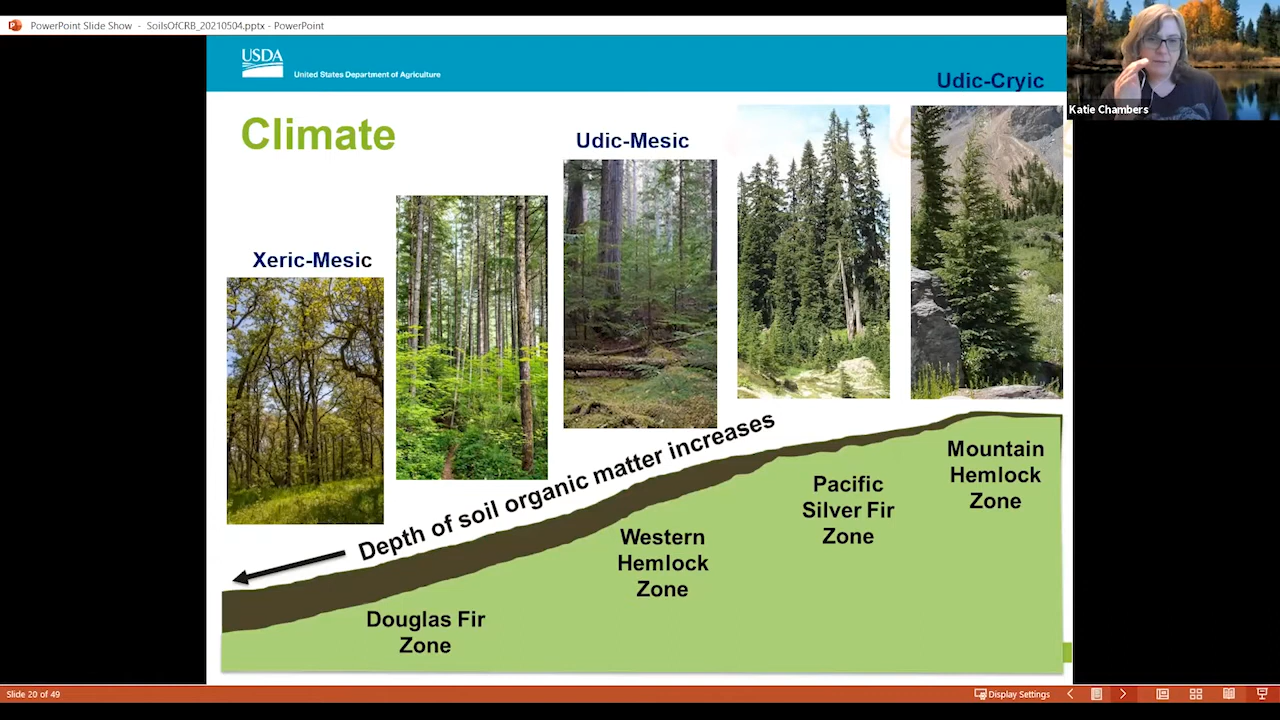 PowerPoint Slide Show - SoilsOfCRB_20210504.pptx - PowerPoint
USDA
United States Department of Agriculture
Katie Chambers
Climate
Xeric-Mesic
Udic-Mesic
Udic-Cryic
Depth of soil organic matter increases
Douglas Fir
Zone
Western
Hemlock
Zone
Pacific
Silver Fir
Zone
Mountain
Hemlock
Zone
Slide 20 of 49
Display Settings